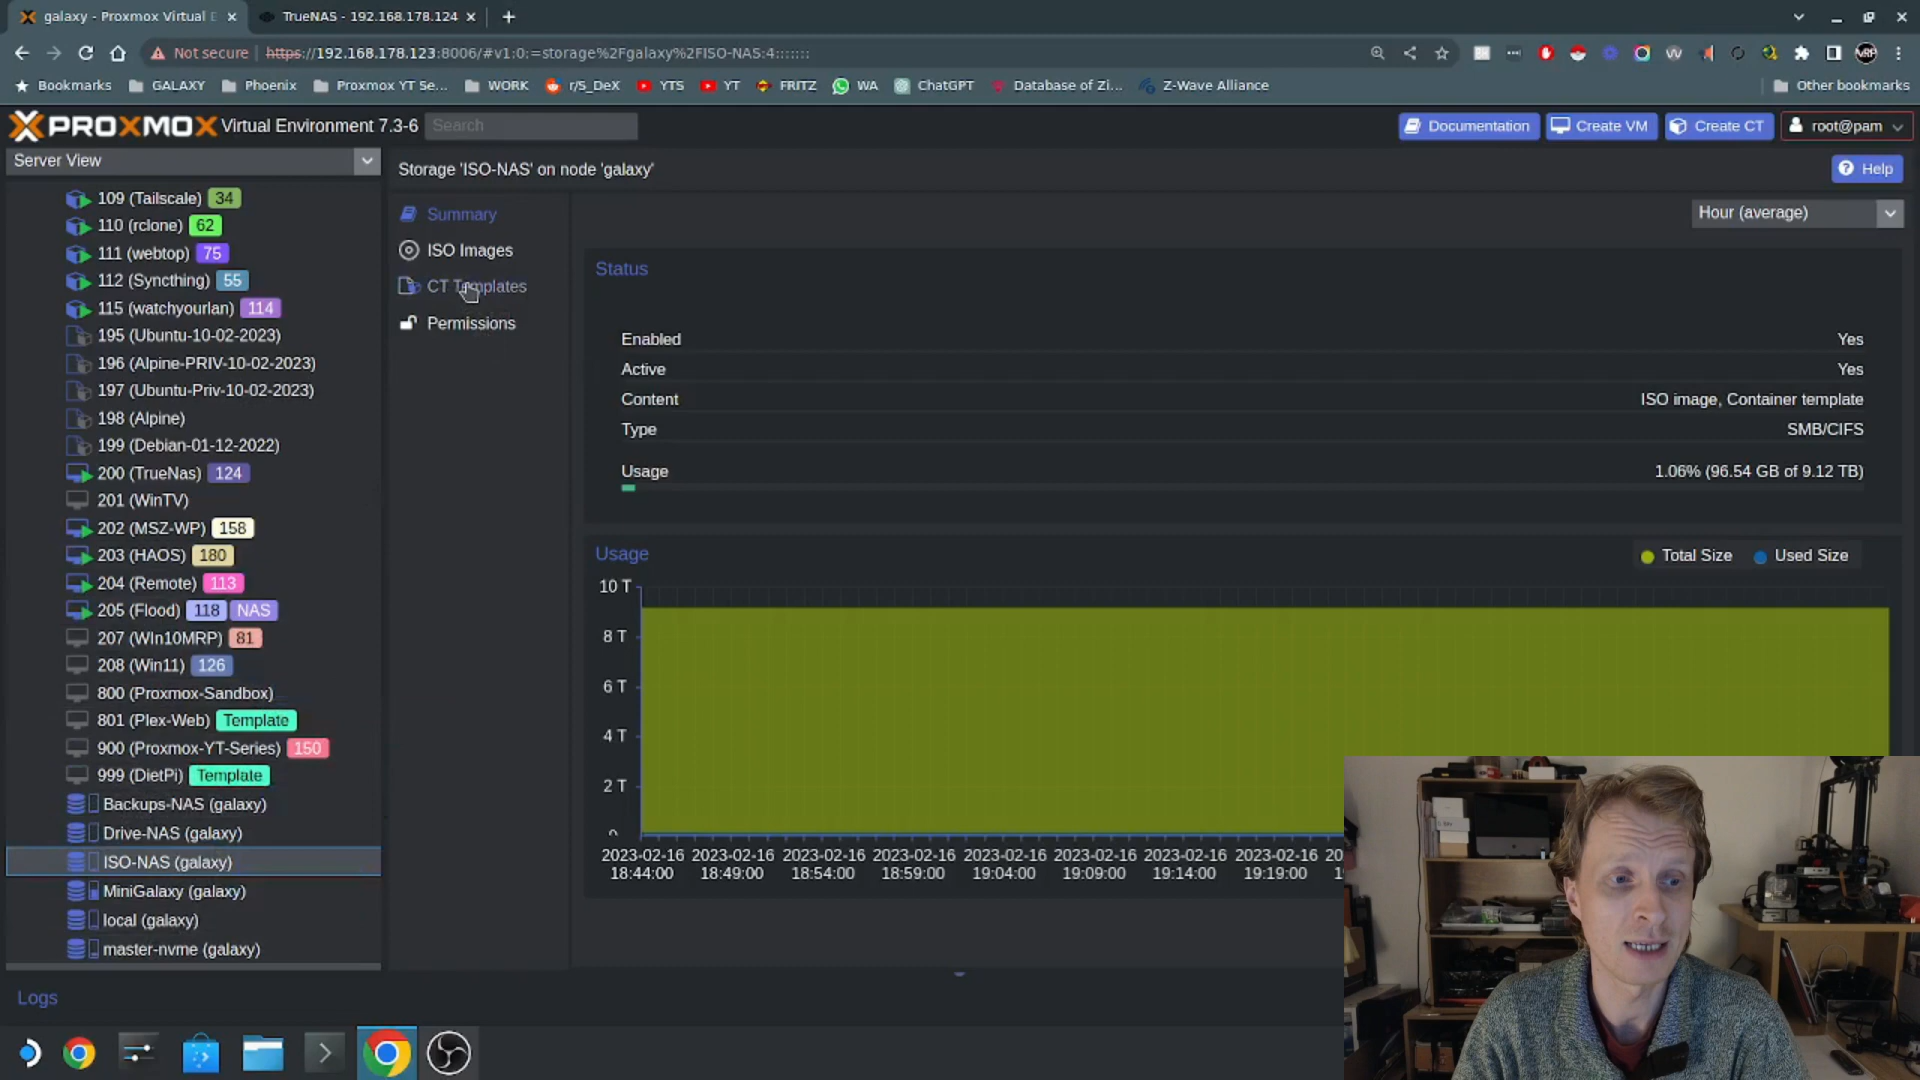 galaxy - Proxmox Virtual E
TrueNAS - 192.168.178.124
Not secure
https://192.168.178.123:8006/#v1:0:=storage%2Fgalaxy%2FISO-NAS:4:::::::
Bookmarks
GALAXY
Phoenix
Proxmox YT Se...
WORK
r/S_DeX
YTS
YT
FRITZ
WA
ChatGPT
Database of Zi...
Z-Wave Alliance
Other bookmarks
PROXMOX Virtual Environment 7.3-6
Search
Documentation
Create VM
Create CT
root@pam
Server View
Storage 'ISO-NAS' on node 'galaxy'
Help
109 (Tailscale) 34
110 (rclone) 62
111 (webtop) 75
112 (Syncthing) 55
115 (watchyourlan) 114
195 (Ubuntu-10-02-2023)
196 (Alpine-PRIV-10-02-2023)
197 (Ubuntu-Priv-10-02-2023)
198 (Alpine)
199 (Debian-01-12-2022)
200 (TrueNas) 124
201 (WinTV)
202 (MSZ-WP) 158
203 (HAOS) 180
204 (Remote) 113
205 (Flood) 118 NAS
207 (WIn10MRP) 81
208 (Win11) 126
800 (Proxmox-Sandbox)
801 (Plex-Web) Template
900 (Proxmox-YT-Series) 150
999 (DietPi) Template
Backups-NAS (galaxy)
Drive-NAS (galaxy)
ISO-NAS (galaxy)
MiniGalaxy (galaxy)
local (galaxy)
master-nvme (galaxy)
Summary
ISO Images
CT Templates
Permissions
Hour (average)
Status
Enabled Yes
Active Yes
Content ISO image, Container template
Type SMB/CIFS
Usage 1.06% (96.54 GB of 9.12 TB)
Usage
Total Size
Used Size
10 T
8 T
6 T
4 T
2 T
2023-02-16 18:44:00
2023-02-16 18:49:00
2023-02-16 18:54:00
2023-02-16 18:59:00
2023-02-16 19:04:00
2023-02-16 19:09:00
2023-02-16 19:14:00
2023-02-16 19:19:00
Logs